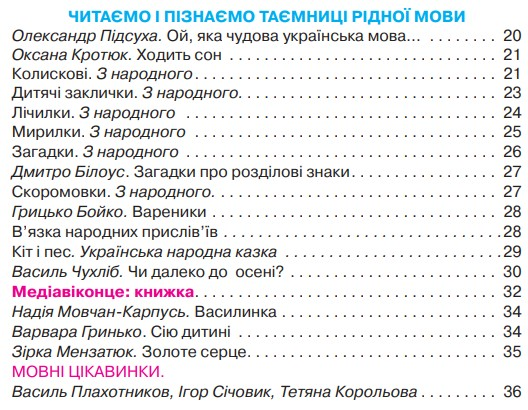 ЧИТАЄМО І ПІЗНАЄМО ТАЄМНИЦІ РІДНОЇ МОВИ
Олександр Підсуха. Ой, яка чудова українська мова... . . . . . . . . . 20
Оксана Кротюк. Ходить сон . . . . . . . . . . . . . . . . . . . . . . . . . . . . . 21
Колискові. З народного . . . . . . . . . . . . . . . . . . . . . . . . . . . . . . . . 21
Дитячі заклички. З народного. . . . . . . . . . . . . . . . . . . . . . . . . . . 23
Лічилки. З народного . . . . . . . . . . . . . . . . . . . . . . . . . . . . . . . . . 24
Мирилки. З народного . . . . . . . . . . . . . . . . . . . . . . . . . . . . . . . . 25
Загадки. З народного . . . . . . . . . . . . . . . . . . . . . . . . . . . . . . . . . 26
Дмитро Білоус. Загадки про розділові знаки. . . . . . . . . . . . . . . . 27
Скоромовки. З народного. . . . . . . . . . . . . . . . . . . . . . . . . . . . . . 27
Грицько Бойко. Вареники . . . . . . . . . . . . . . . . . . . . . . . . . . . . . . 28
В’язка народних прислів’їв . . . . . . . . . . . . . . . . . . . . . . . . . . . . . 28
Кіт і пес. Українська народна казка . . . . . . . . . . . . . . . . . . . . . . . 29
Василь Чухліб. Чи далеко до осені? . . . . . . . . . . . . . . . . . . . . . . . 30
Медіавіконце: книжка. . . . . . . . . . . . . . . . . . . . . . . . . . . . . . . . . 32
Надія Мовчан-Карпусь. Василинка . . . . . . . . . . . . . . . . . . . . . . . 34
Варвара Гринько. Сію дитині . . . . . . . . . . . . . . . . . . . . . . . . . . . 34
Зірка Мензатюк. Золоте серце. . . . . . . . . . . . . . . . . . . . . . . . . . . 35
МОВНІ ЦІКАВИНКИ.
Василь Плахотников, Ігор Січовик, Тетяна Корольова . . . . . . . . . 36